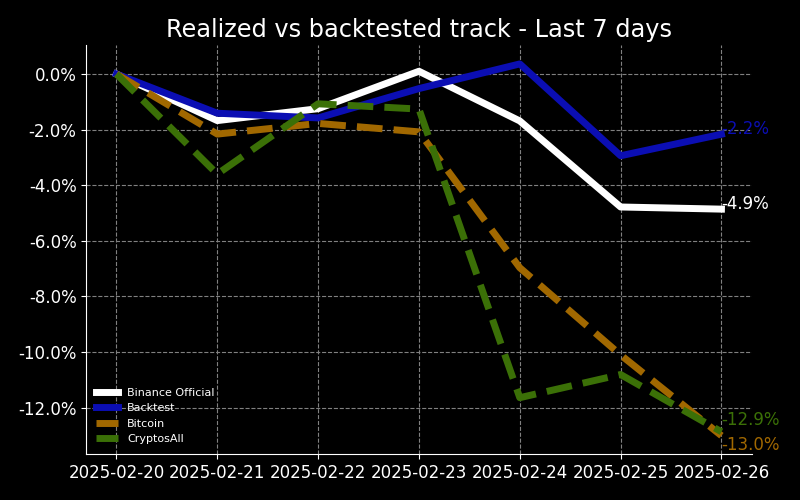 Realized vs backtested track - Last 7 days
0.0%
-2.0%
-4.0%
-6.0%
-8.0%
-10.0%
-12.0%
-2.2%
-4.9%
-12.9%
-13.0%
Binance Official
Backtest
Bitcoin
CryptosAll
2025-02-20 2025-02-21 2025-02-22 2025-02-23 2025-02-24 2025-02-25 2025-02-26